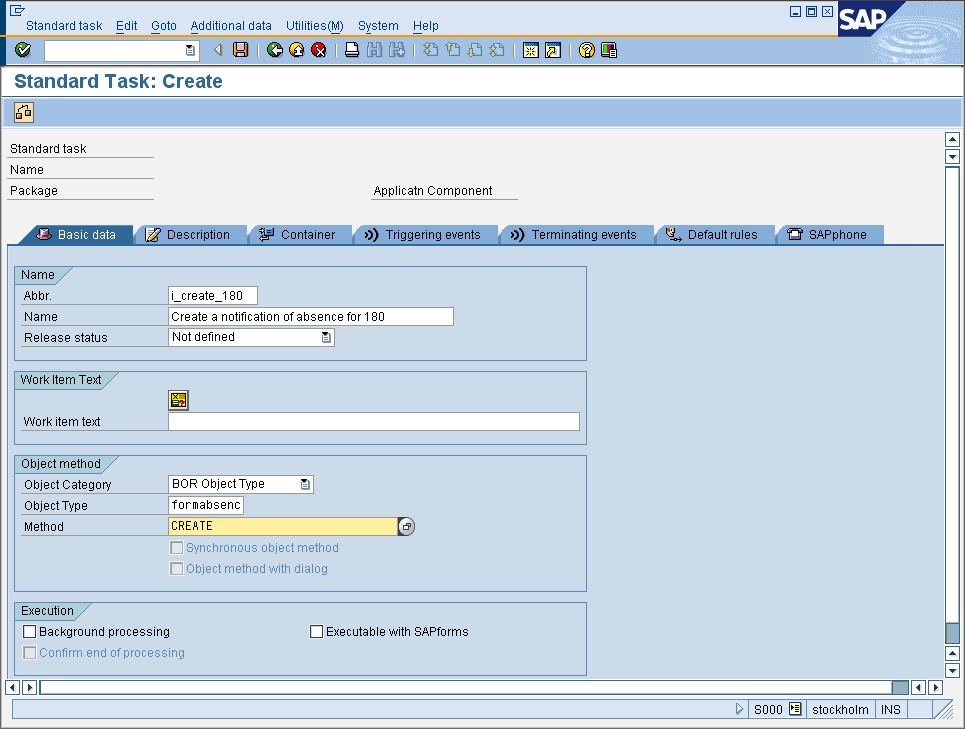 Standard task Edit Goto Additional data Utilities(M) System Help
SAP
Standard Task: Create
Standard task
Name
Package Applicatn Component
Basic data Description Container Triggering events Terminating events Default rules SAPphone
Name
Abbr. i_create_180
Name Create a notification of absence for 180
Release status Not defined
Work Item Text
Work item text
Object method
Object Category BOR Object Type
Object Type formabsenc
Method CREATE
Synchronous object method
Object method with dialog
Execution
Background processing Executable with SAPforms
Confirm end of processing
S000 stockholm INS